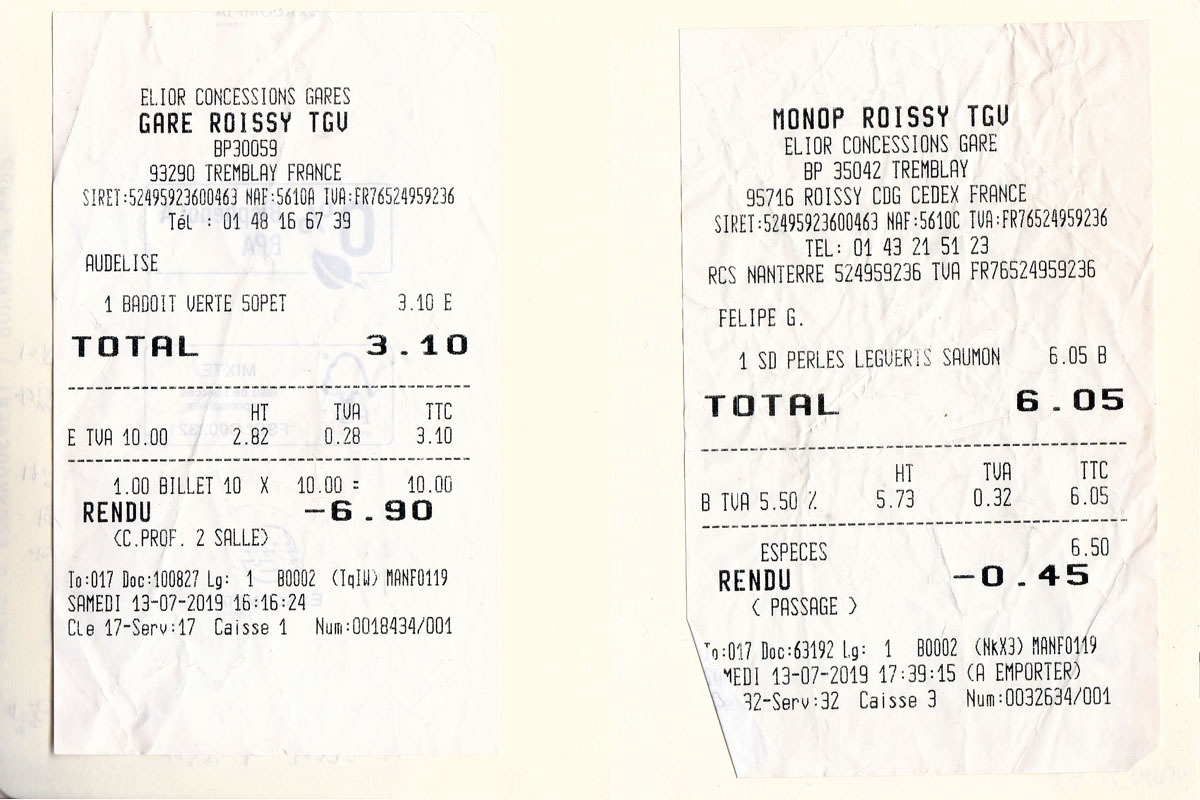 ELIOR CONCESSIONS GARES
GARE ROISSY TGV
BP30059
93290 TREMBLAY FRANCE
SIRET:52495923600463 NAF:5610A TVA:FR76524959236
Tél : 01 48 16 67 39
AUDELISE
1 BADOIT VERTE 50PET 3.10 E
TOTAL 3.10
HT TVA TTC
E TVA 10.00 2.82 0.28 3.10
1.00 BILLET 10 X 10.00 = 10.00
RENDU -6.90
(C.PROF. 2 SALLE)
To:017 Doc:100827 Lg: 1 B0002 (TqIW) MANF0119
SAMEDI 13-07-2019 16:16:24
Cle 17-Serv:17 Caisse 1 Num:0018434/001
MONOP ROISSY TGV
ELIOR CONCESSIONS GARE
BP 35042 TREMBLAY
95716 ROISSY CDG CEDEX FRANCE
SIRET:52495923600463 NAF:5610C TVA:FR76524959236
TEL: 01 43 21 51 23
RCS NANTERRE 524959236 TVA FR76524959236
FELIPE G.
1 SD PERLES LEGVERTS SAUMON 6.05 B
TOTAL 6.05
HT TVA TTC
B TVA 5.50 % 5.73 0.32 6.05
ESPECES 6.50
RENDU -0.45
( PASSAGE )
To:017 Doc:63192 Lg: 1 B0002 (NkX3) MANF0119
MEDI 13-07-2019 17:39:15 (A EMPORTER)
32-Serv:32 Caisse 3 Num:0032634/001